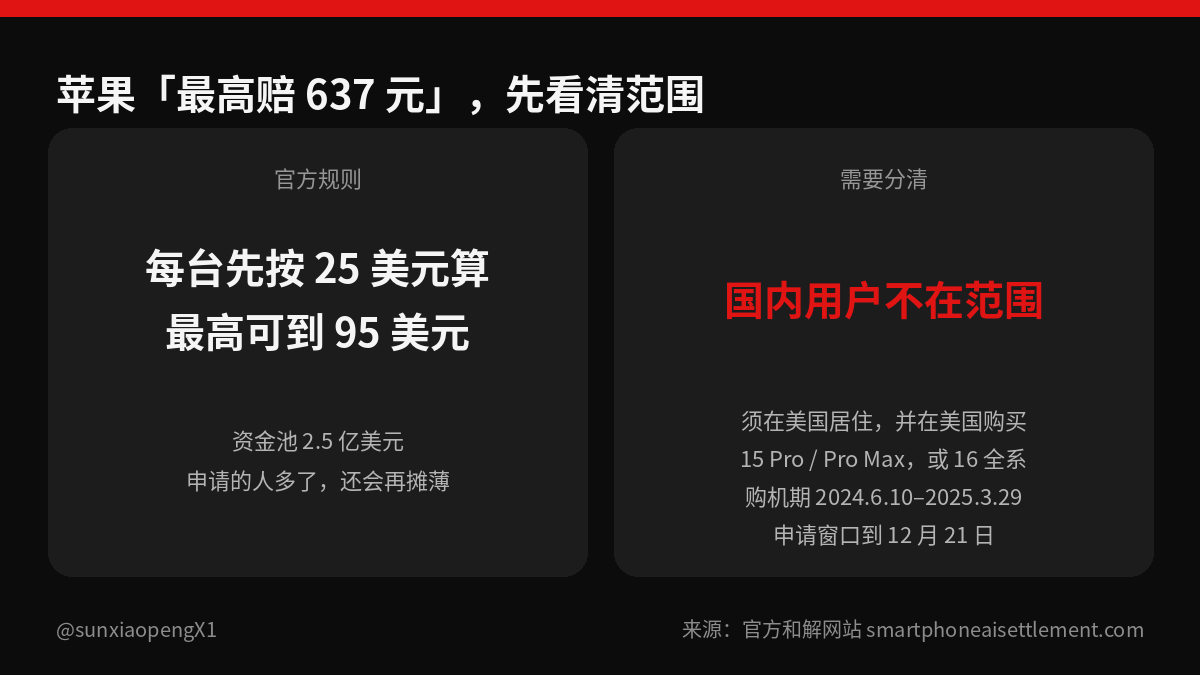 苹果「最高赔 637 元」，先看清范围
官方规则
每台先按 25 美元算
最高可到 95 美元
资金池 2.5 亿美元
申请的人多了，还会再摊薄
需要分清
国内用户不在范围
须在美国居住，并在美国购买
15 Pro / Pro Max，或 16 全系
购机期 2024.6.10–2025.3.29
申请窗口到 12 月 21 日
@sunxiaopengX1
来源：官方和解网站 smartphoneaisettlement.com